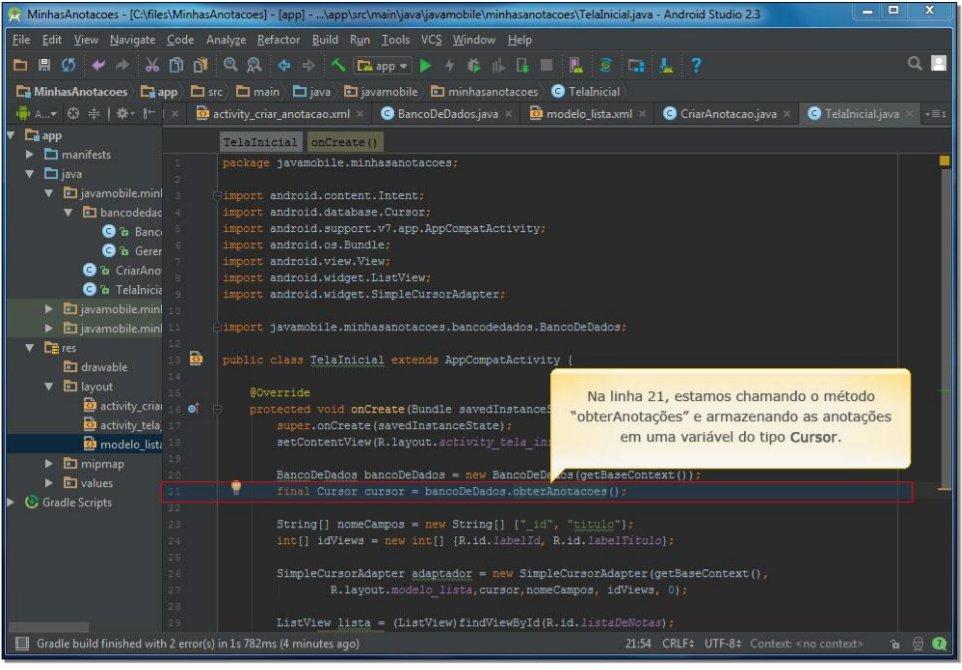 MinhasAnotacoes - [C:\files\MinhasAnotacoes] - [app] - ...\app\src\main\java\javamobile\minhasanotacoes\TelaInicial.java - Android Studio 2.3
File Edit View Navigate Code Analyze Refactor Build Run Tools VCS Window Help
app
MinhasAnotacoes app src main java javamobile minhasanotacoes TelaInicial
A... activity_criar_anotacao.xml BancoDeDados.java modelo_lista.xml CriarAnotacao.java TelaInicial.java
app
manifests
java
javamobile.minl
bancodedac
Banc
Geren
CriarAno
TelaInicia
javamobile.minl
javamobile.minl
res
drawable
layout
activity_criar
activity_tela_
modelo_lista
mipmap
values
Gradle Scripts
TelaInicial onCreate()
1 package javamobile.minhasanotacoes;
2
3 import android.content.Intent;
4 import android.database.Cursor;
5 import android.support.v7.app.AppCompatActivity;
6 import android.os.Bundle;
7 import android.view.View;
8 import android.widget.ListView;
9 import android.widget.SimpleCursorAdapter;
10
11 import javamobile.minhasanotacoes.bancodedados.BancoDeDados;
12
13 public class TelaInicial extends AppCompatActivity {
14
15 @Override
16 protected void onCreate(Bundle savedInstanceS
17 super.onCreate(savedInstanceState);
18 setContentView(R.layout.activity_tela_ini
19
20 BancoDeDados bancoDeDados = new BancoDeDados(getBaseContext());
21 final Cursor cursor = bancoDeDados.obterAnotacoes();
22
23 String[] nomeCampos = new String[] {"_id", "titulo"};
24 int[] idViews = new int[] {R.id.labelId, R.id.labelTitulo};
25
26 SimpleCursorAdapter adaptador = new SimpleCursorAdapter(getBaseContext(),
27 R.layout.modelo_lista,cursor,nomeCampos, idViews, 0);
28
29 ListView lista = (ListView)findViewById(R.id.listaDeNotas);
Na linha 21, estamos chamando o método
"obterAnotações" e armazenando as anotações
em uma variável do tipo Cursor.
Gradle build finished with 2 error(s) in 1s 782ms (4 minutes ago) 21:54 CRLF UTF-8 Context: <no context>